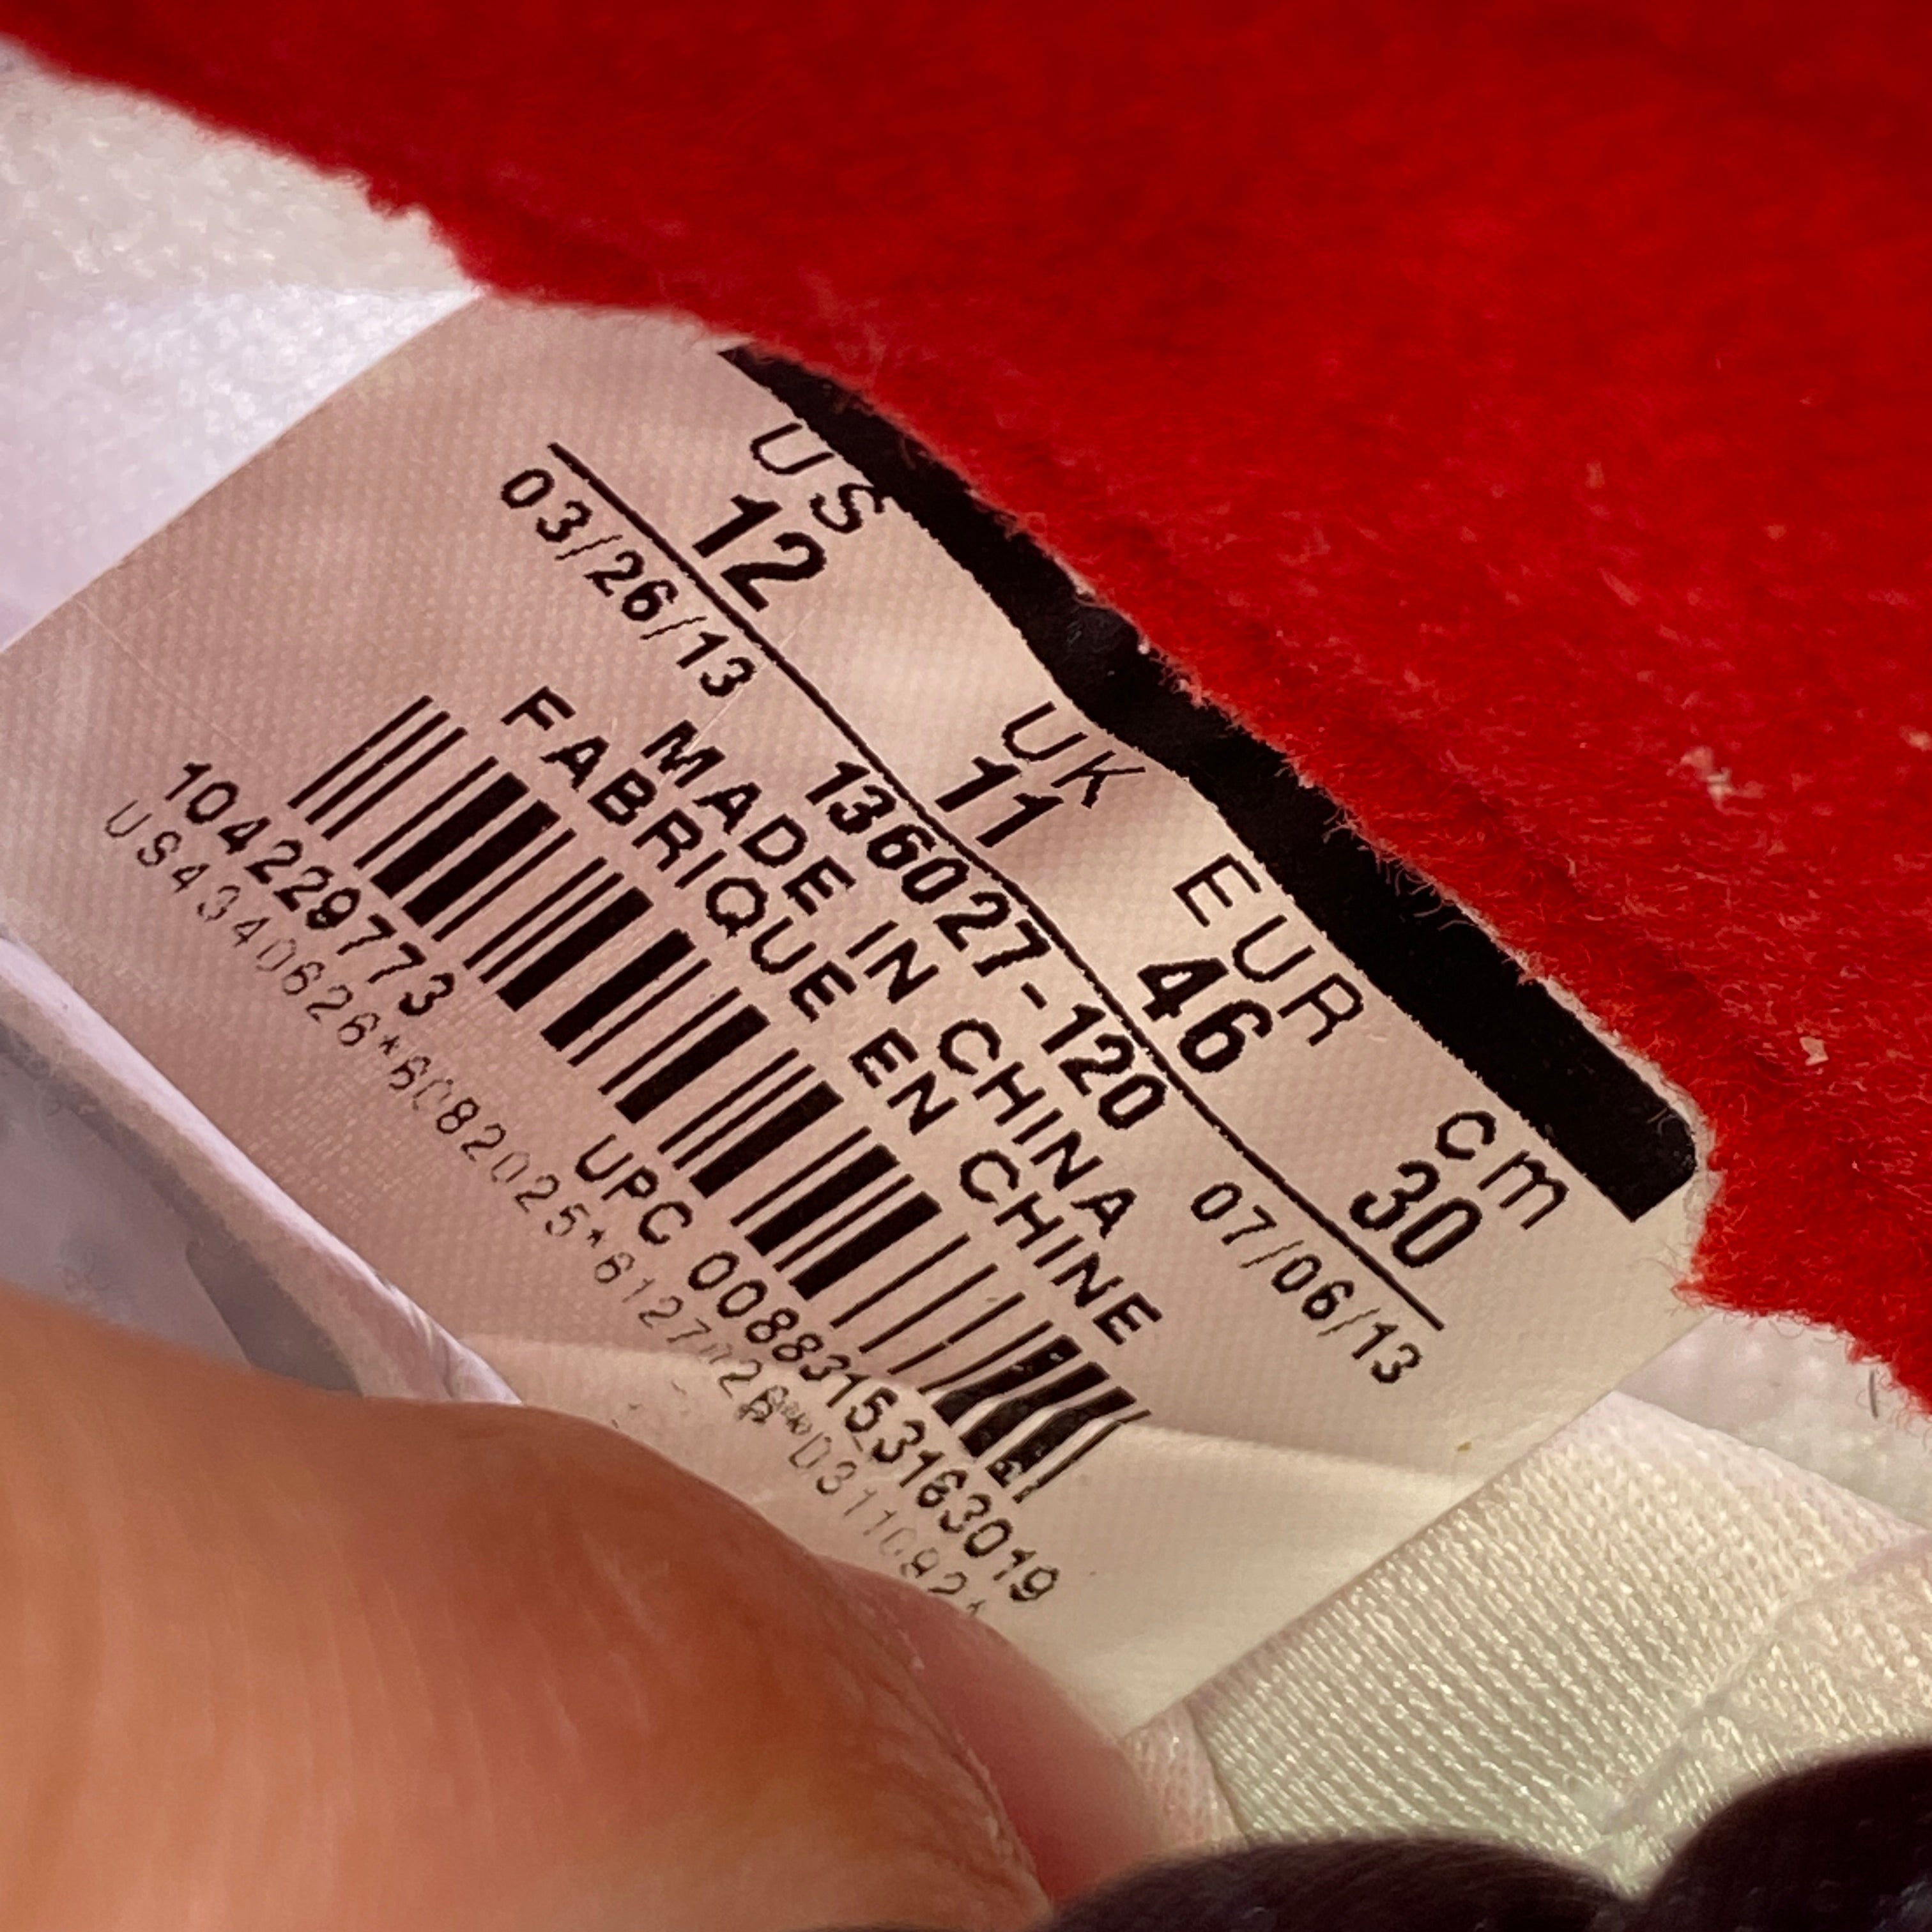 US UK EUR cm
12 11 46 30
03/26/13 136027-120 07/06/13
MADE IN CHINA
FABRIQUE EN CHINE
104229773 UPC 00883153163019